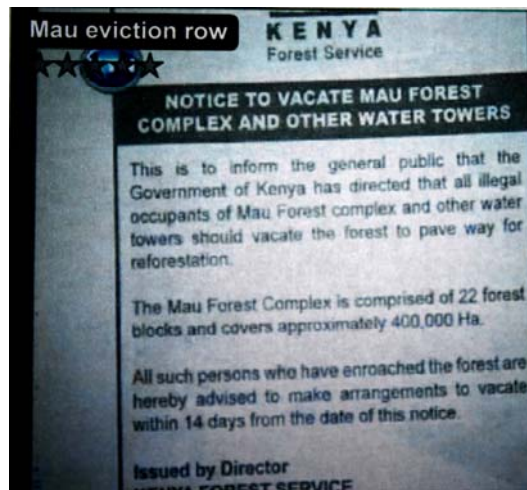 Mau eviction row
KENYA
Forest Service
NOTICE TO VACATE MAU FOREST
COMPLEX AND OTHER WATER TOWERS
This is to inform the general public that the
Government of Kenya has directed that all illegal
occupants of Mau Forest complex and other water
towers should vacate the forest to pave way for
reforestation.
The Mau Forest Complex is comprised of 22 forest
blocks and covers approximately 400,000 Ha.
All such persons who have enroached the forest are
hereby advised to make arrangements to vacate
within 14 days from the date of this notice.
Issued by Director
KENYA FOREST SERVICE